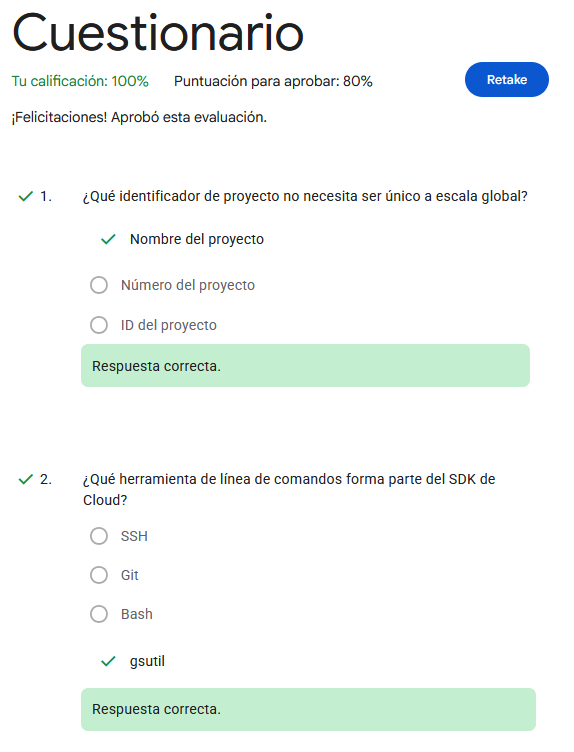 Cuestionario
Tu calificación: 100% Puntuación para aprobar: 80%
Retake
¡Felicitaciones! Aprobó esta evaluación.
1. ¿Qué identificador de proyecto no necesita ser único a escala global?
Nombre del proyecto
Número del proyecto
ID del proyecto
Respuesta correcta.
2. ¿Qué herramienta de línea de comandos forma parte del SDK de
Cloud?
SSH
Git
Bash
gsutil
Respuesta correcta.